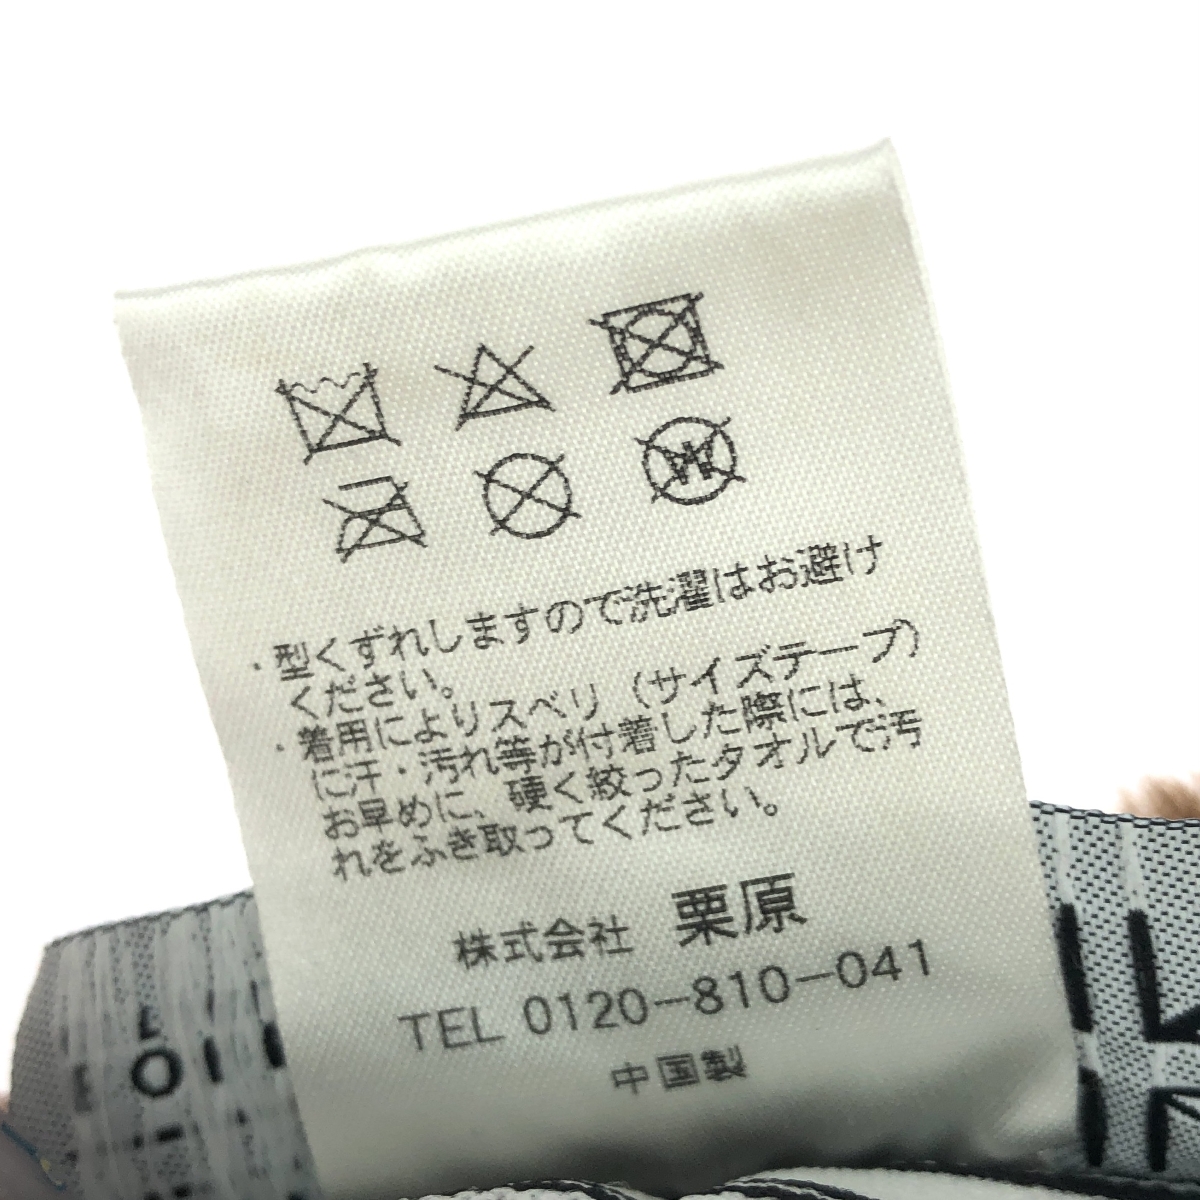 ・型くずれしますので洗濯はお避け
ください。
・着用によりスベリ（サイズテープ）
に汗・汚れ等が付着した際には、
お早めに、硬く絞ったタオルで汚
れをふき取ってください。
株式会社 栗原
TEL 0120-810-041
中国製